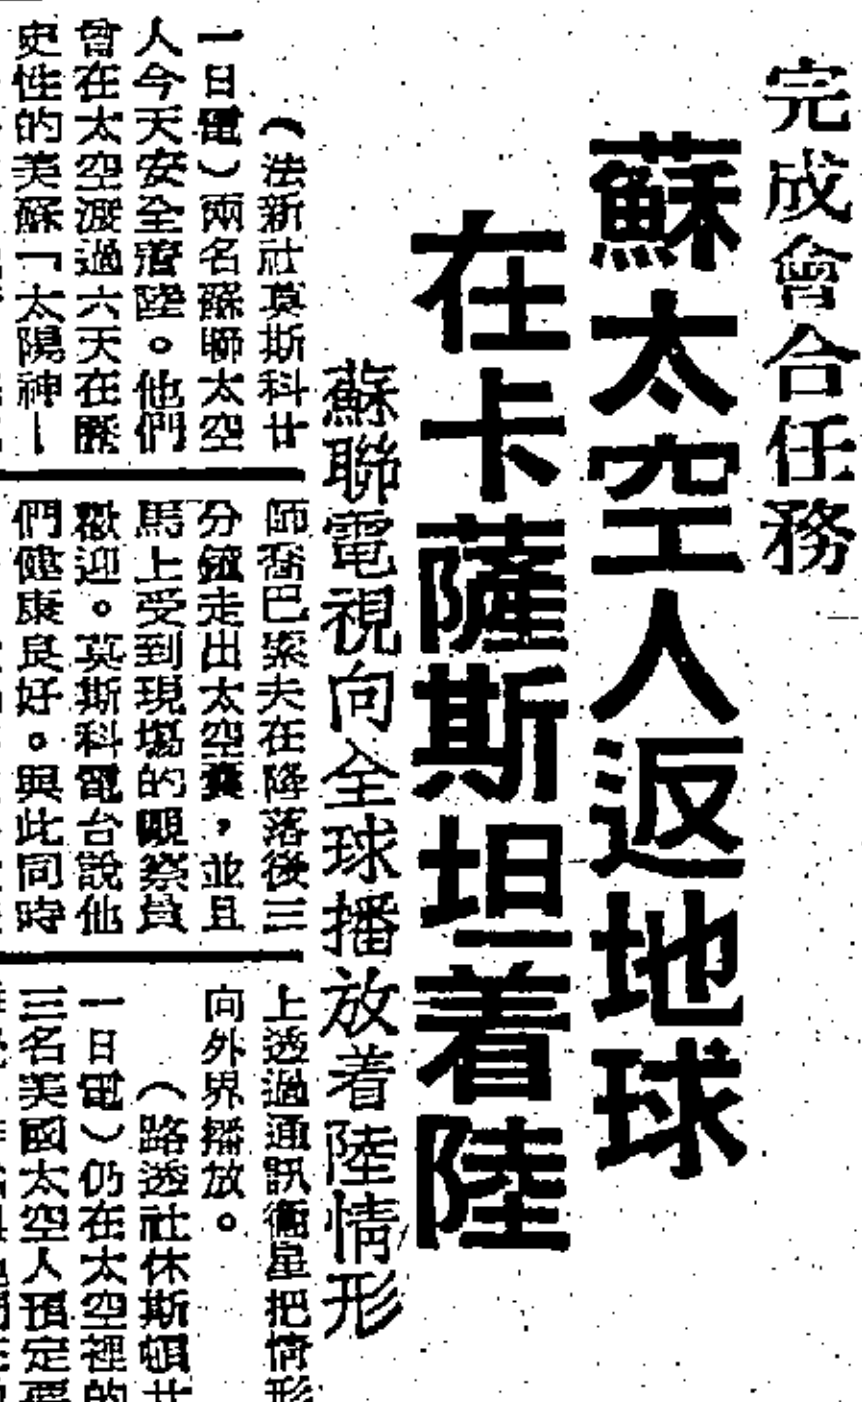 完成會合任務
蘇太空人返地球
在卡薩斯坦着陸
蘇聯電視向全球播放着陸情形
（法新社莫斯科廿
一日電）兩名蘇聯太空
人今天安全着陸。他們
曾在太空渡過六天在歷
史性的美蘇「太陽神—
師喬巴索夫在降落後三
分鐘走出太空囊，並且
馬上受到現場的觀察員
歡迎。莫斯科電台說他
們健康良好。與此同時
上透過通訊衛星把情形
向外界播放。
（路透社休斯頓廿
一日電）仍在太空裡的
三名美國太空人預定要